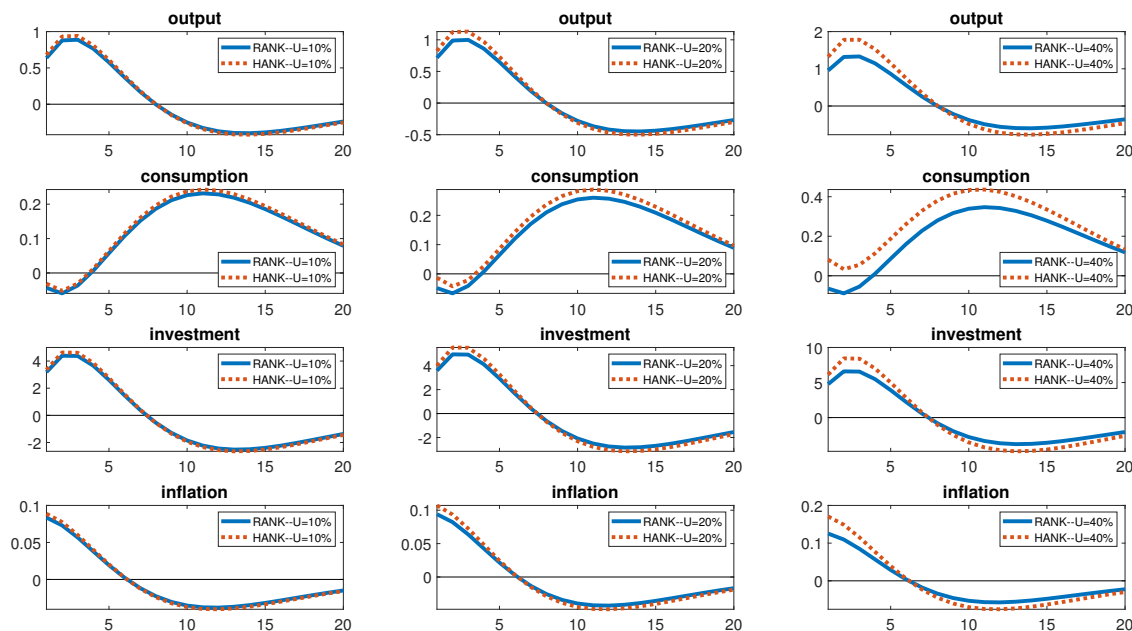 output
1
0
RANK--U=10%
HANK--U=10%
5 10 15 20
output
1
0.5
0
-0.5
RANK--U=20%
HANK--U=20%
5 10 15 20
output
2
1
0
RANK--U=40%
HANK--U=40%
5 10 15 20
consumption
0.2
0.1
0
RANK--U=10%
HANK--U=10%
5 10 15 20
consumption
0.2
0.1
0
RANK--U=20%
HANK--U=20%
5 10 15 20
consumption
0.4
0.2
0
RANK--U=40%
HANK--U=40%
5 10 15 20
investment
4
2
0
-2
RANK--U=10%
HANK--U=10%
5 10 15 20
investment
4
2
0
-2
RANK--U=20%
HANK--U=20%
5 10 15 20
investment
10
5
0
RANK--U=40%
HANK--U=40%
5 10 15 20
inflation
0.1
0.05
0
RANK--U=10%
HANK--U=10%
5 10 15 20
inflation
0.1
0.05
0
RANK--U=20%
HANK--U=20%
5 10 15 20
inflation
0.2
0.1
0
RANK--U=40%
HANK--U=40%
5 10 15 20